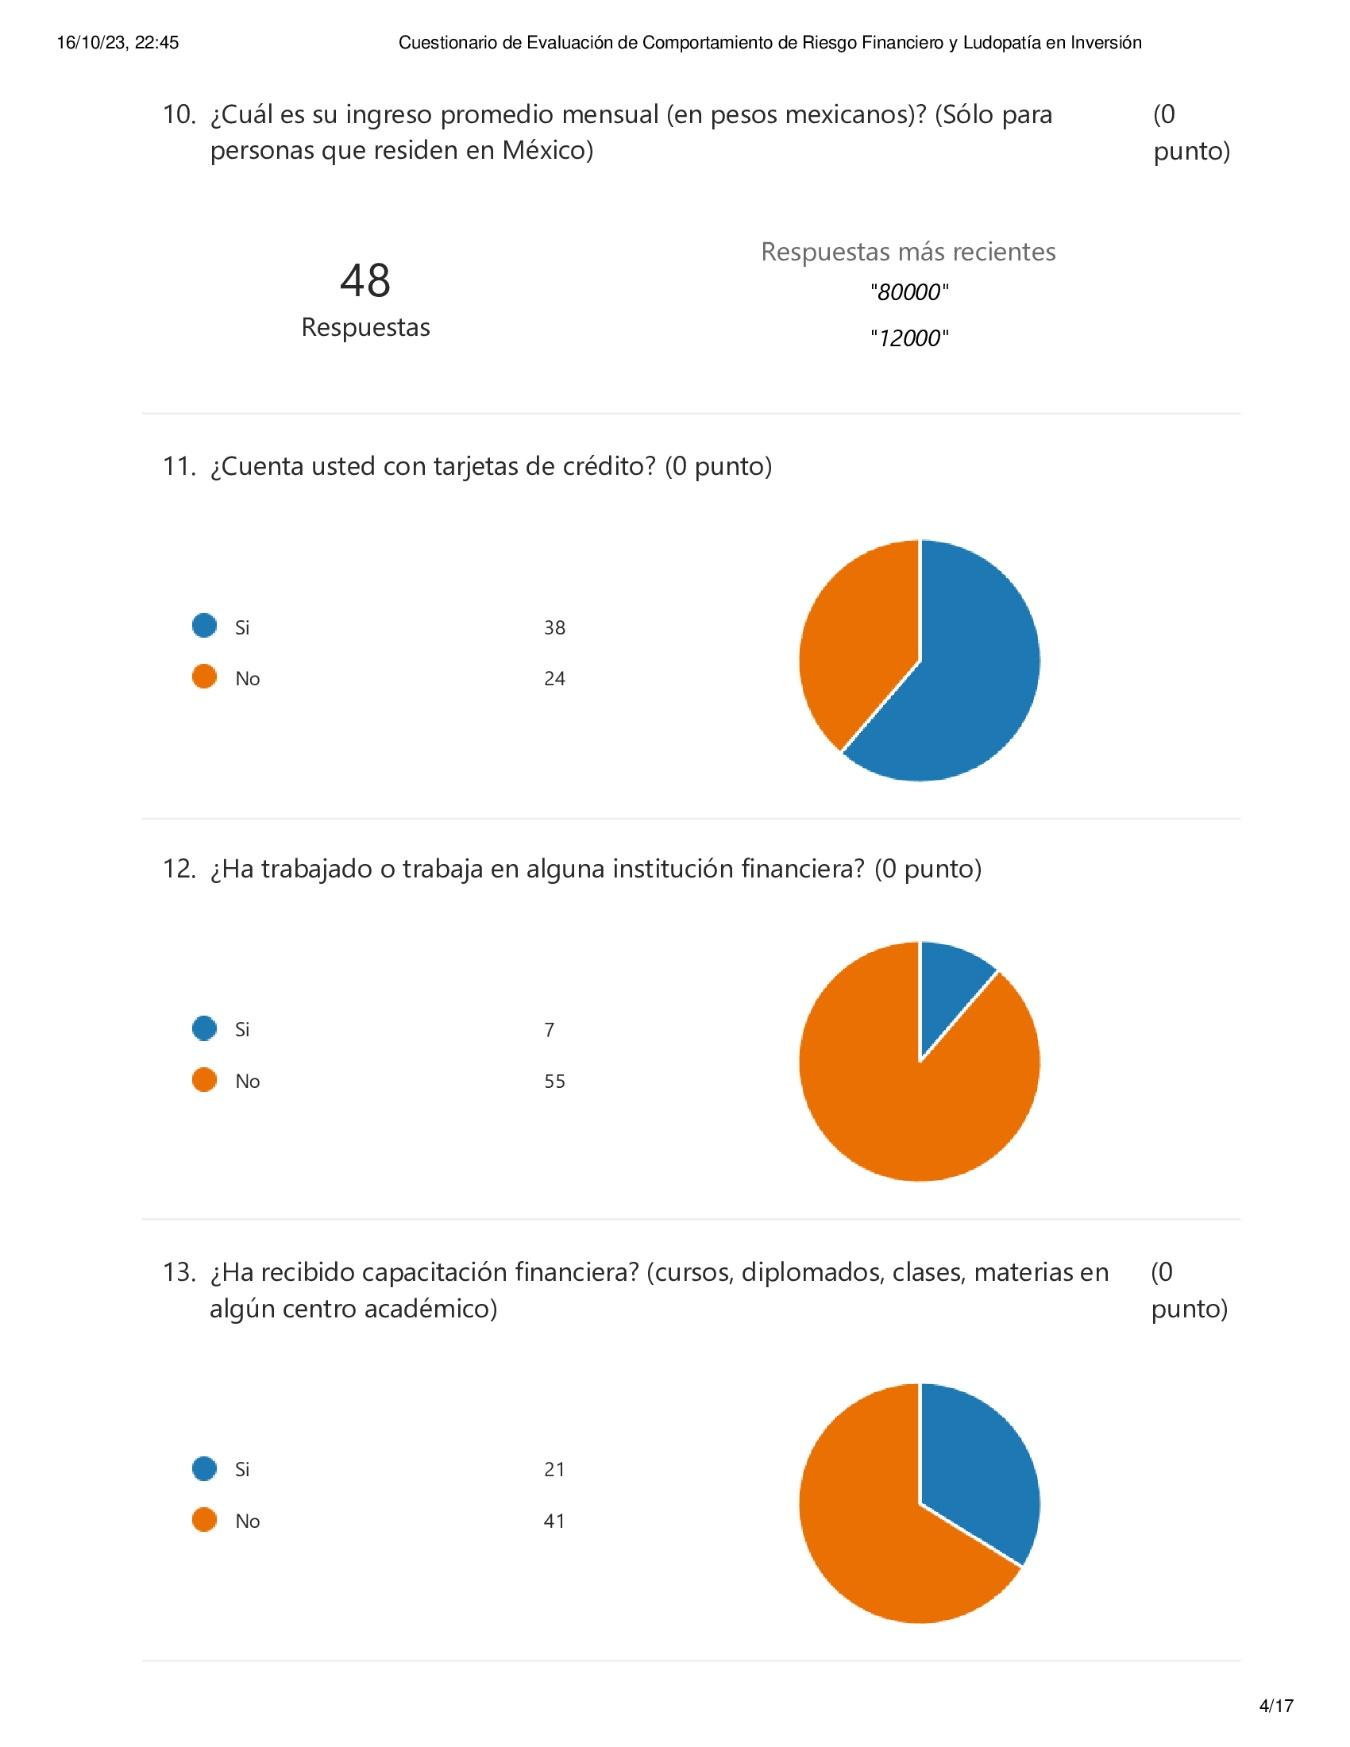 16/10/23, 22:45 Cuestionario de Evaluación de Comportamiento de Riesgo Financiero y Ludopatía en Inversión
10. ¿Cuál es su ingreso promedio mensual (en pesos mexicanos)? (Sólo para (0
personas que residen en México) punto)
Respuestas más recientes
48 "80000"
Respuestas
"12000"
11. ¿Cuenta usted con tarjetas de crédito? (0 punto)
Si 38
No 24
12. ¿Ha trabajado o trabaja en alguna institución financiera? (0 punto)
Si 7
No 55
13. ¿Ha recibido capacitación financiera? (cursos, diplomados, clases, materias en (0
algún centro académico) punto)
Si 21
No 41
4/17